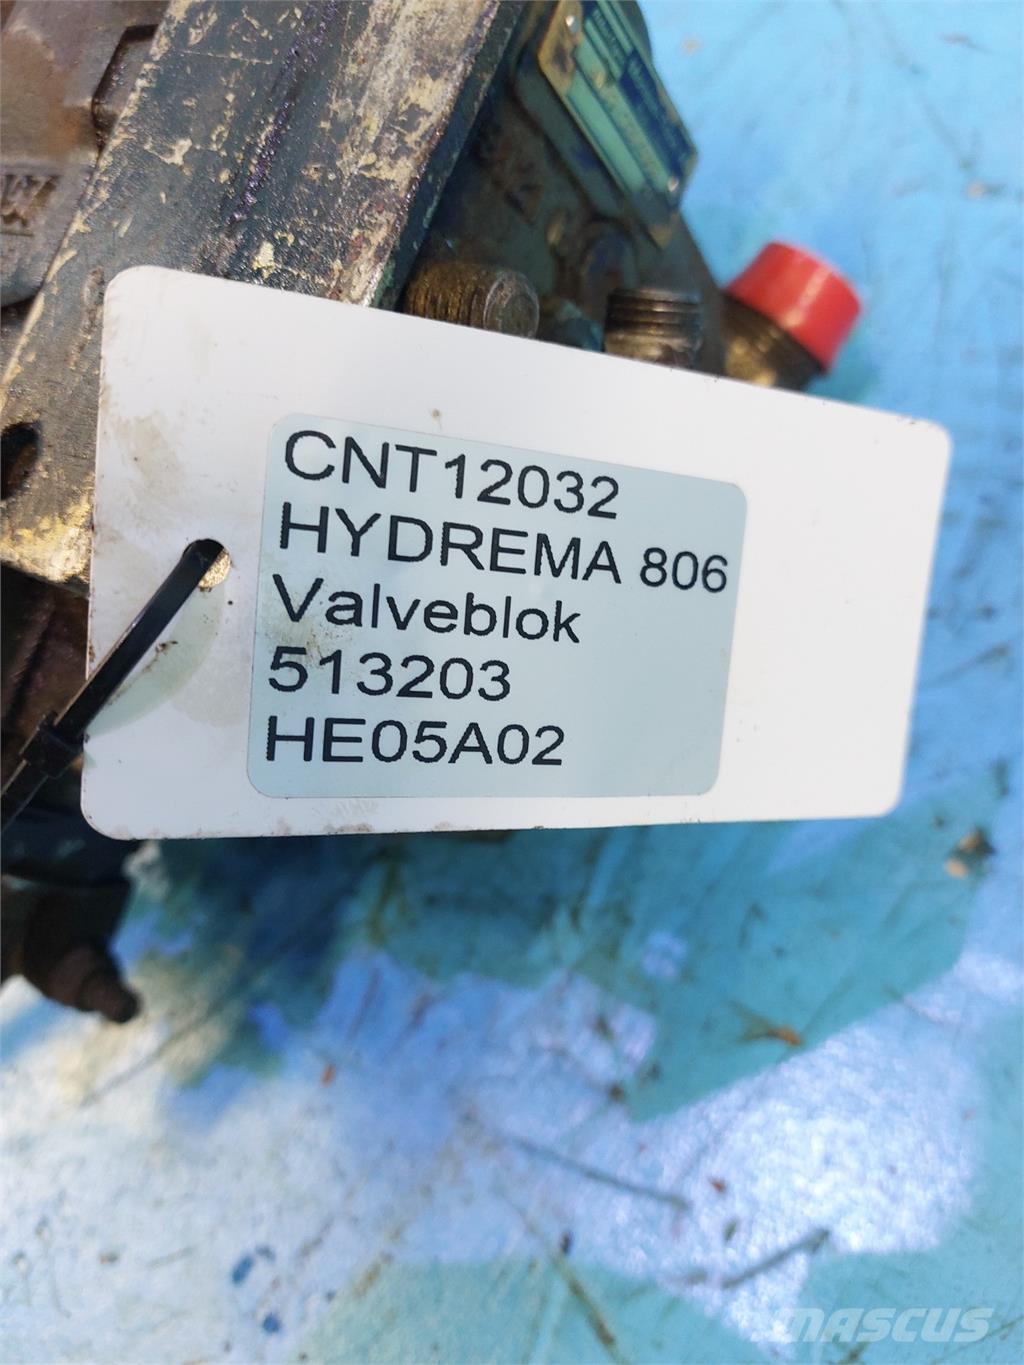 CNT12032
HYDREMA 806
Valveblok
513203
HE05A02
MASCUS